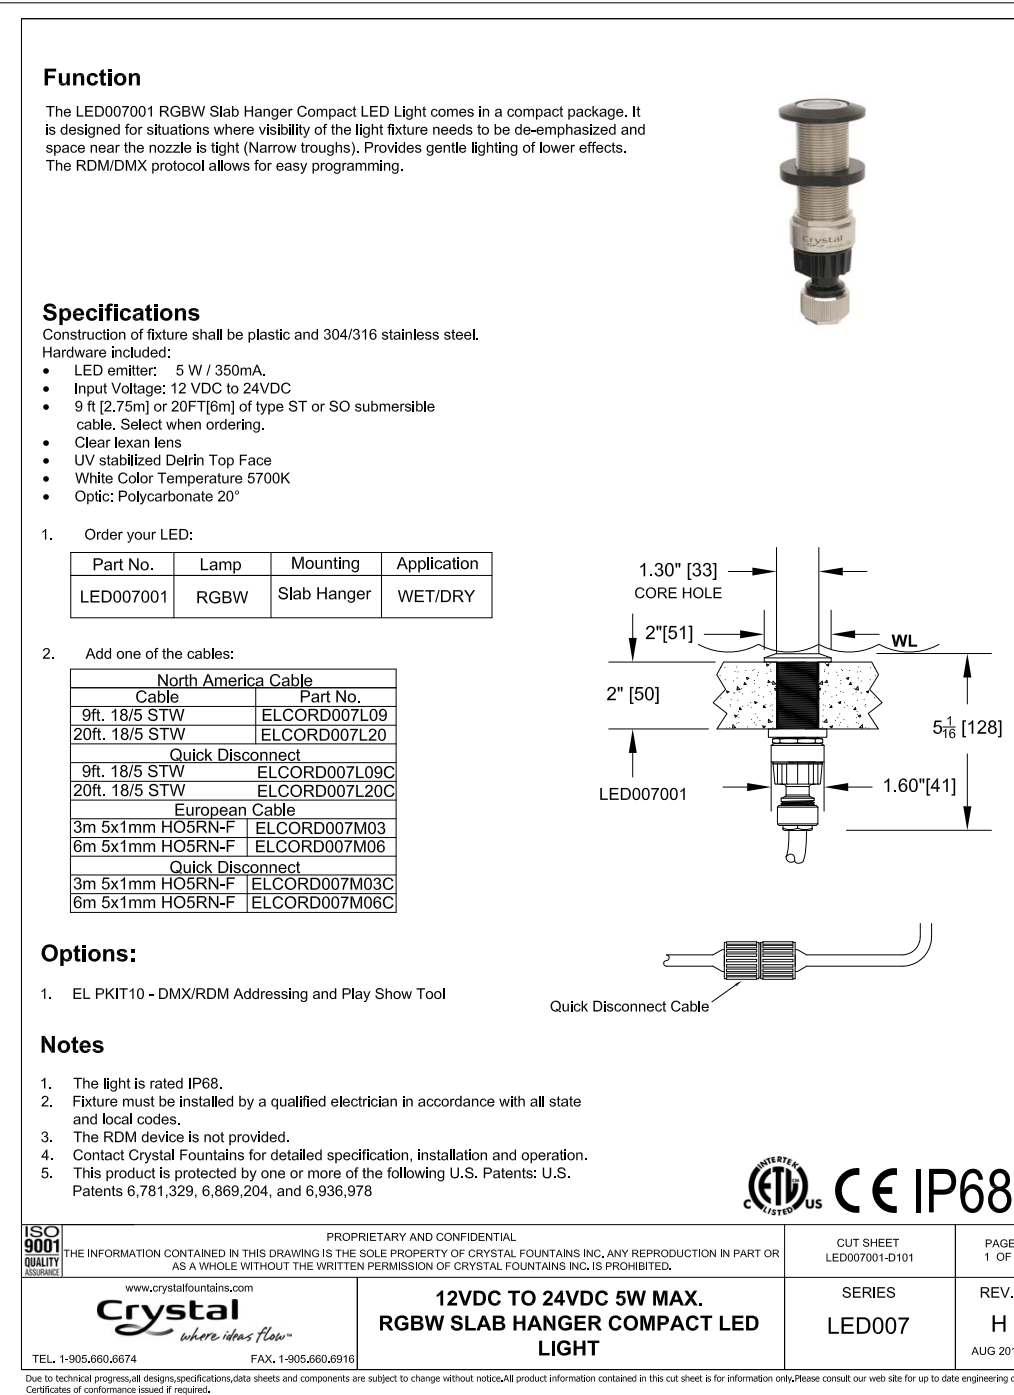 Function
The LED007001 RGBW Slab Hanger Compact LED Light comes in a compact package. It
is designed for situations where visibility of the light fixture needs to be de-emphasized and
space near the nozzle is tight (Narrow troughs). Provides gentle lighting of lower effects.
The RDM/DMX protocol allows for easy programming.
Crystal
Specifications
Construction of fixture shall be plastic and 304/316 stainless steel.
Hardware included:
• LED emitter: 5 W / 350mA.
• Input Voltage: 12 VDC to 24VDC
• 9 ft [2.75m] or 20FT[6m] of type ST or SO submersible
cable. Select when ordering.
• Clear lexan lens
• UV stabilized Delrin Top Face
• White Color Temperature 5700K
• Optic: Polycarbonate 20°
1. Order your LED:
Part No. Lamp Mounting Application
LED007001 RGBW Slab Hanger WET/DRY
2. Add one of the cables:
North America Cable
Cable Part No.
9ft. 18/5 STW ELCORD007L09
20ft. 18/5 STW ELCORD007L20
Quick Disconnect
9ft. 18/5 STW ELCORD007L09C
20ft. 18/5 STW ELCORD007L20C
European Cable
3m 5x1mm HO5RN-F ELCORD007M03
6m 5x1mm HO5RN-F ELCORD007M06
Quick Disconnect
3m 5x1mm HO5RN-F ELCORD007M03C
6m 5x1mm HO5RN-F ELCORD007M06C
1.30" [33]
CORE HOLE
2"[51]
WL
2" [50]
5 1/16 [128]
1.60"[41]
LED007001
Quick Disconnect Cable
Options:
1. EL PKIT10 - DMX/RDM Addressing and Play Show Tool
Notes
1. The light is rated IP68.
2. Fixture must be installed by a qualified electrician in accordance with all state
and local codes.
3. The RDM device is not provided.
4. Contact Crystal Fountains for detailed specification, installation and operation.
5. This product is protected by one or more of the following U.S. Patents: U.S.
Patents 6,781,329, 6,869,204, and 6,936,978
INTERTEK
C ETL CM US
LISTED
CE IP68
ISO
9001
QUALITY
ASSURANCE
PROPRIETARY AND CONFIDENTIAL
THE INFORMATION CONTAINED IN THIS DRAWING IS THE SOLE PROPERTY OF CRYSTAL FOUNTAINS INC. ANY REPRODUCTION IN PART OR
AS A WHOLE WITHOUT THE WRITTEN PERMISSION OF CRYSTAL FOUNTAINS INC. IS PROHIBITED.
CUT SHEET
LED007001-D101
PAGE
1 OF
www.crystalfountains.com
Crystal
where ideas flow™
TEL. 1-905.660.6674 FAX. 1-905.660.6916
12VDC TO 24VDC 5W MAX.
RGBW SLAB HANGER COMPACT LED
LIGHT
SERIES
LED007
REV.
H
AUG 201
Due to technical progress,all designs,specifications,data sheets and components are subject to change without notice.All product information contained in this cut sheet is for information only.Please consult our web site for up to date engineering
Certificates of conformance issued if required.